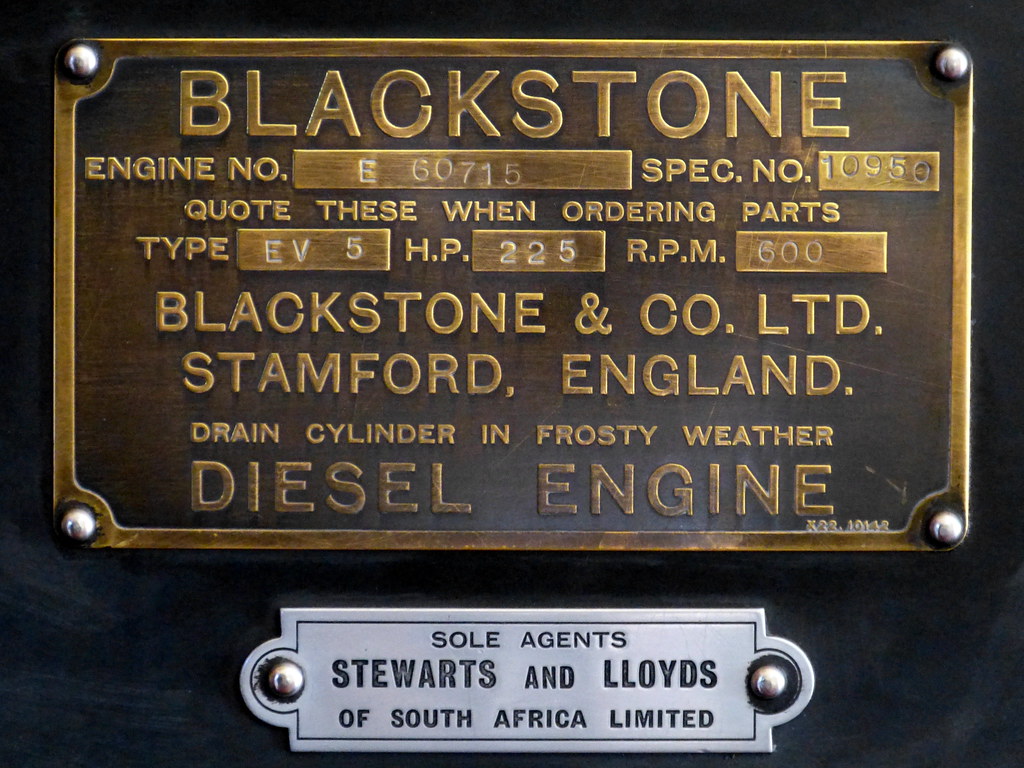 BLACKSTONE
ENGINE NO. E 60715 SPEC. NO. 10950
QUOTE THESE WHEN ORDERING PARTS
TYPE EV 5 H.P. 225 R.P.M. 600
BLACKSTONE & CO. LTD.
STAMFORD, ENGLAND.
DRAIN CYLINDER IN FROSTY WEATHER
DIESEL ENGINE
SOLE AGENTS
STEWARTS AND LLOYDS
OF SOUTH AFRICA LIMITED